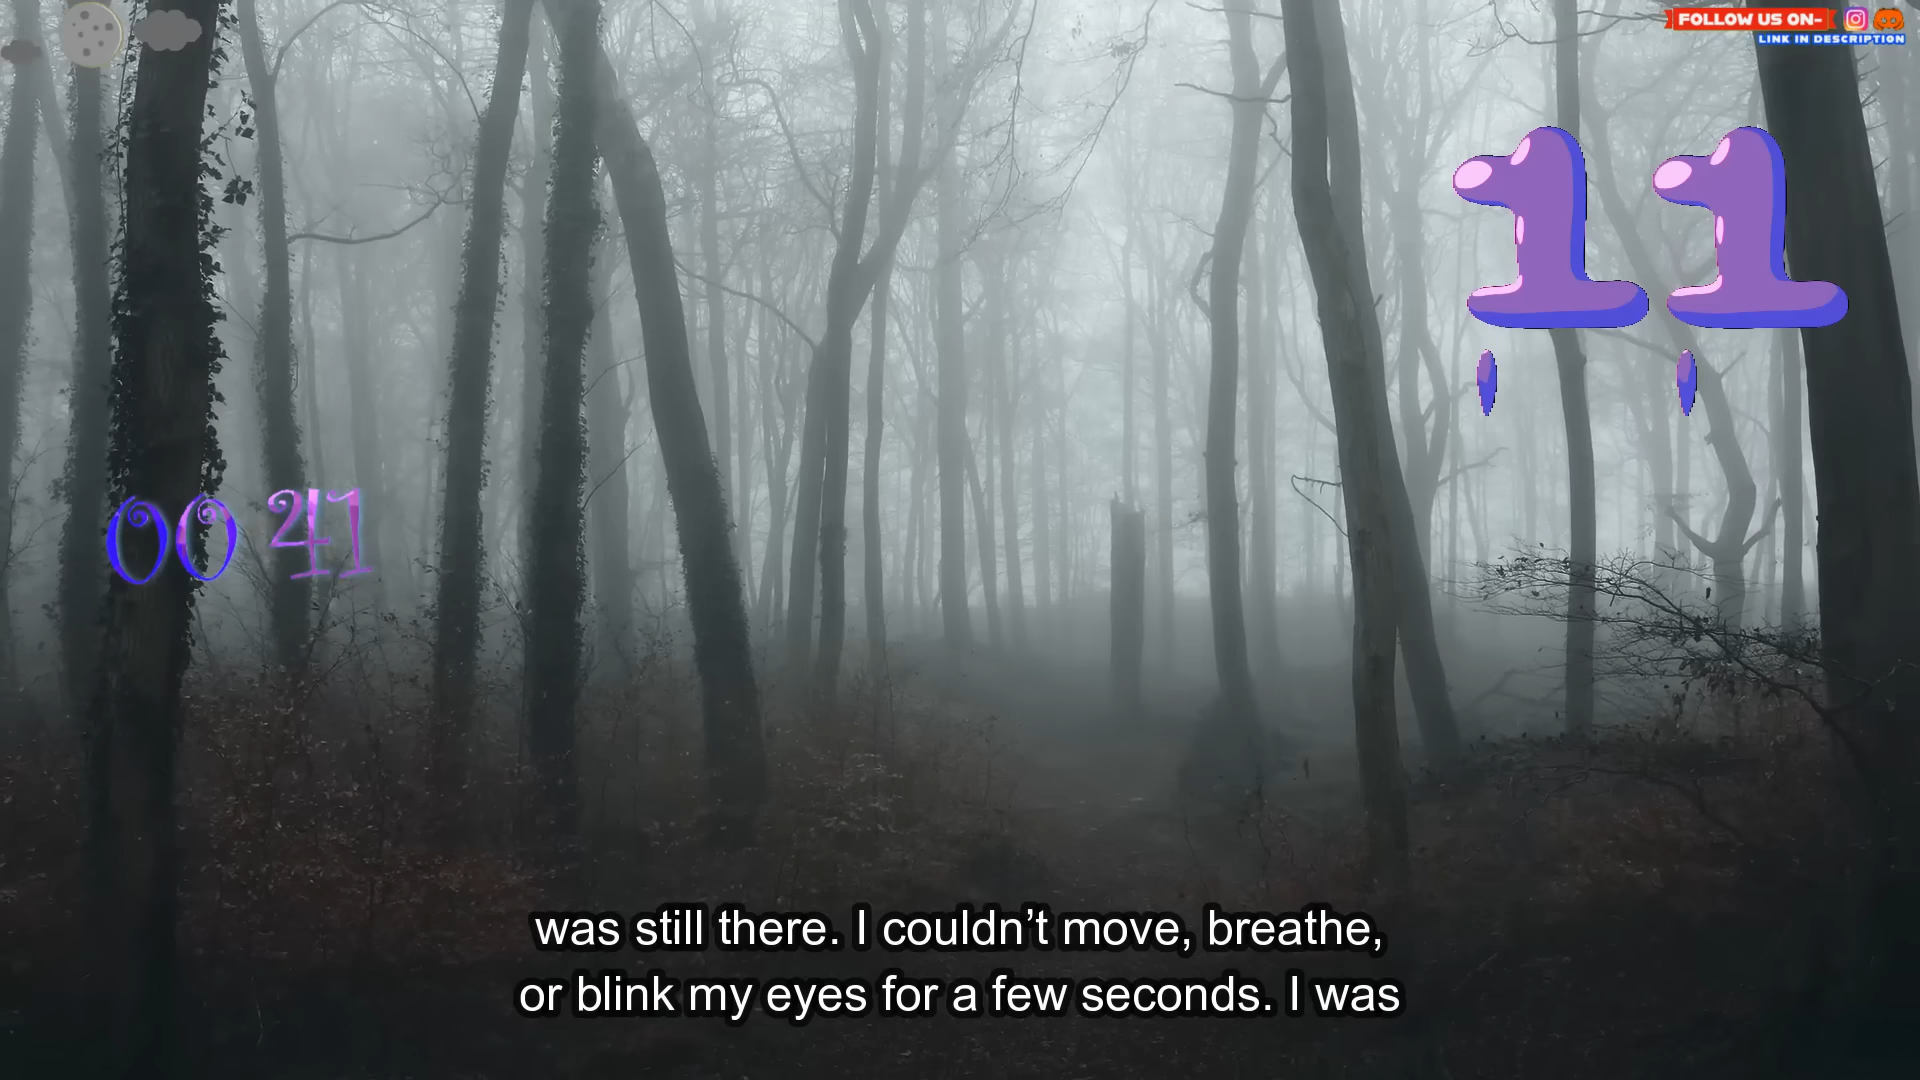 FOLLOW US ON-
LINK IN DESCRIPTION
11
00 41
was still there. I couldn’t move, breathe,
or blink my eyes for a few seconds. I was